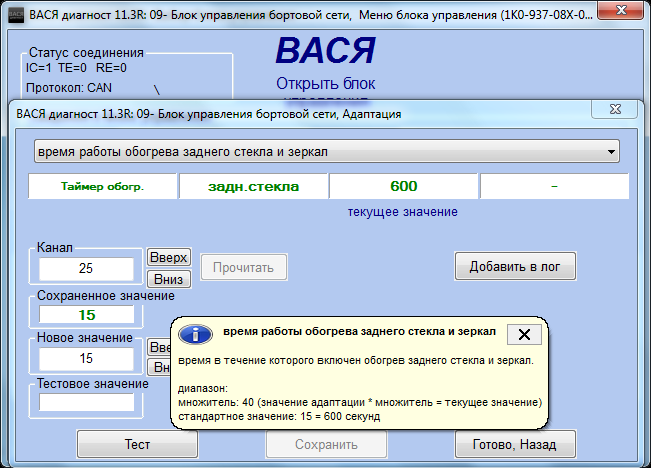 ВАСЯ диагност 11.3R: 09- Блок управления бортовой сети, Меню блока управления (1K0-937-08X-0...
Статус соединения
IC=1 TE=0 RE=0
Протокол: CAN
\
ВАСЯ
Открыть блок
управления
ВАСЯ диагност 11.3R: 09- Блок управления бортовой сети, Адаптация
время работы обогрева заднего стекла и зеркал
Таймер обогр. задн.стекла 600 -
текущее значение
Канал
25
Вверх
Вниз
Прочитать
Добавить в лог
Сохраненное значение
15
Новое значение
15
Тестовое значение
время работы обогрева заднего стекла и зеркал
время в течение которого включен обогрев заднего стекла и зеркал.
диапазон:
множитель: 40 (значение адаптации * множитель = текущее значение)
стандартное значение: 15 = 600 секунд
Тест
Сохранить
Готово, Назад